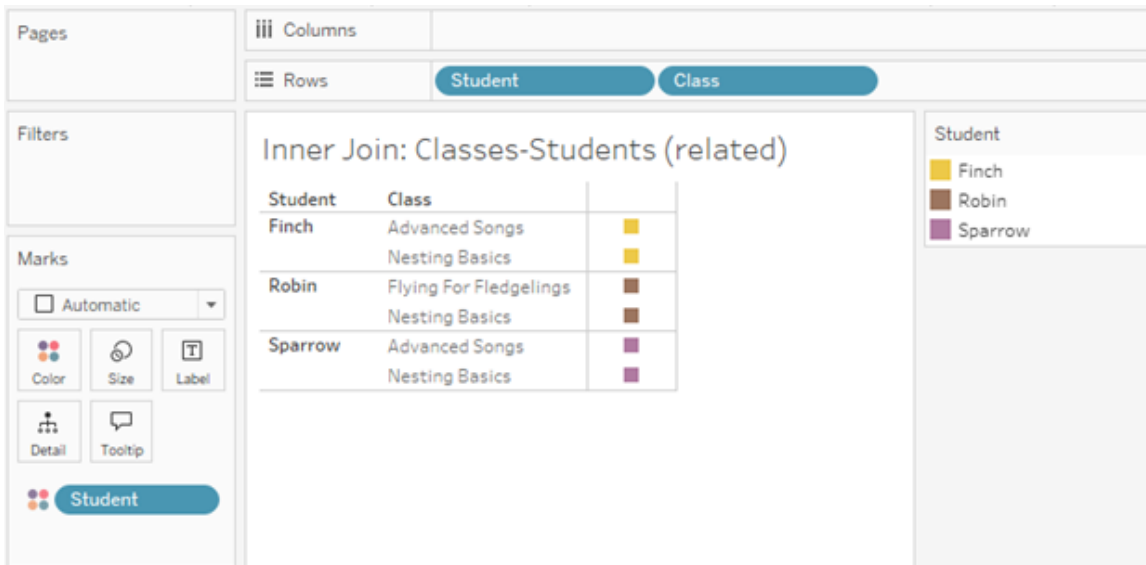 Pages
Columns
Rows
Student
Class
Filters
Inner Join: Classes-Students (related)
Student Class
Finch Advanced Songs
Nesting Basics
Robin Flying For Fledgelings
Nesting Basics
Sparrow Advanced Songs
Nesting Basics
Student
Finch
Robin
Sparrow
Marks
Automatic
Color Size Label
Detail Tooltip
Student